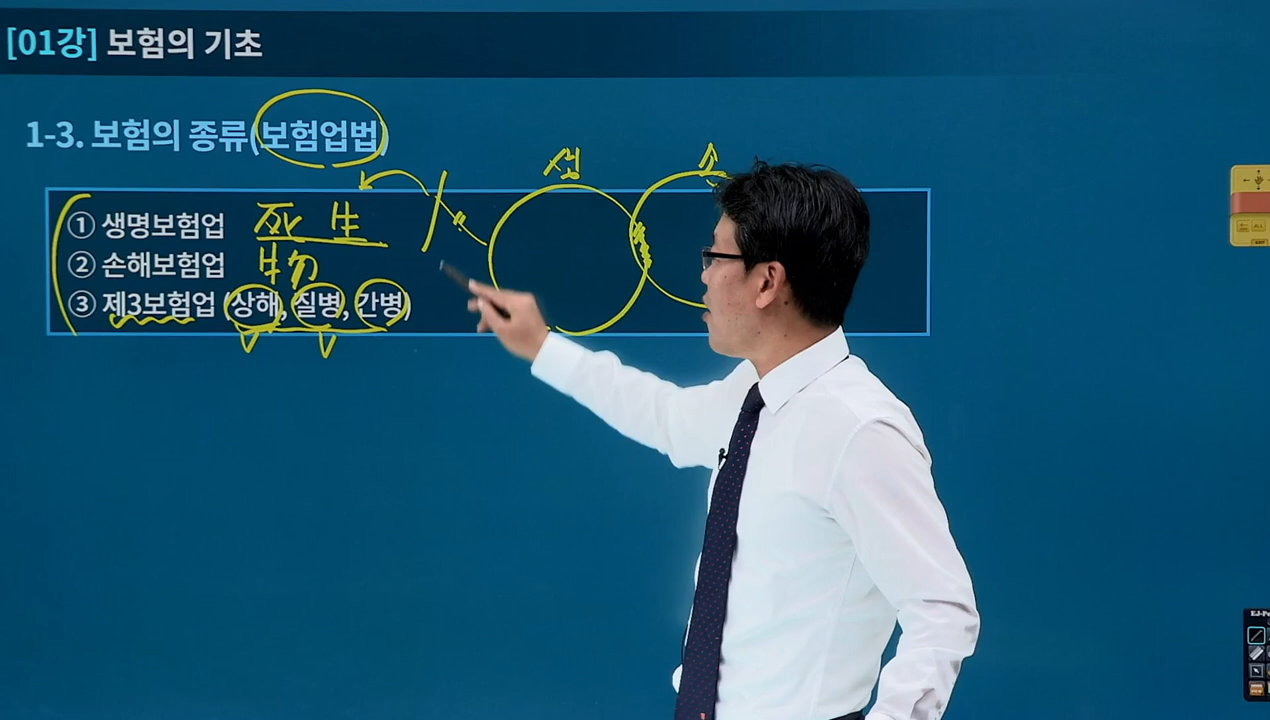 [01강] 보험의 기초
1-3. 보험의 종류(보험업법)
생 손
① 생명보험업 死 生
② 손해보험업 物
③ 제3보험업 (상해, 질병, 간병)